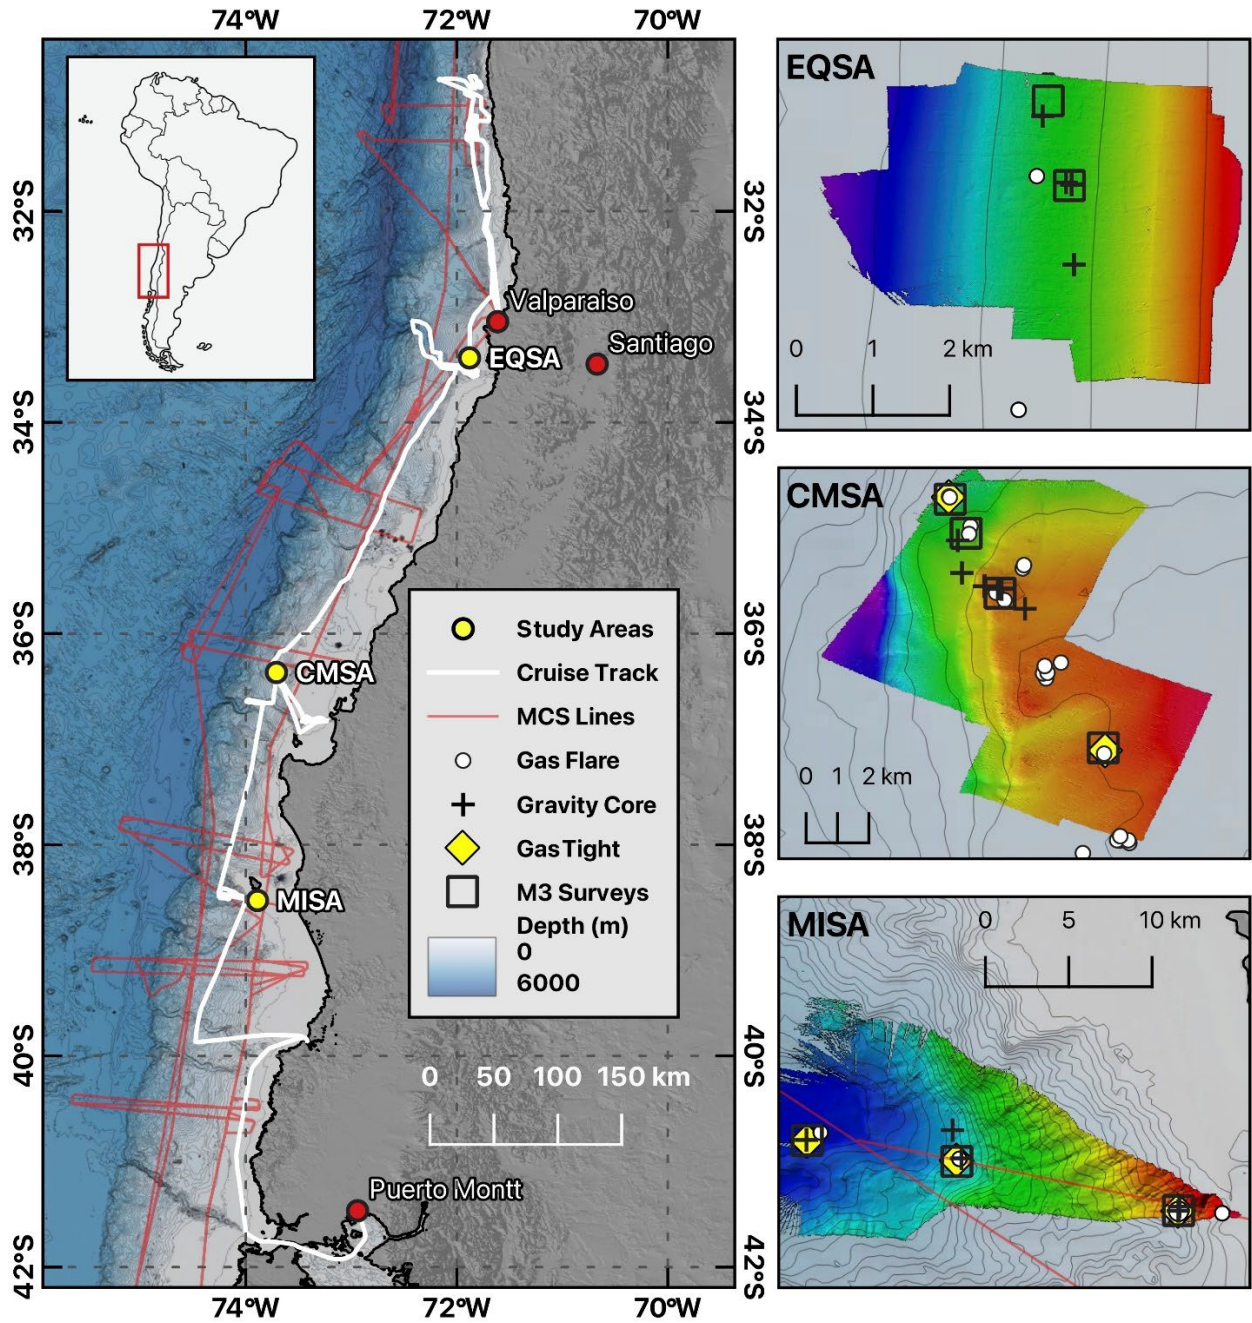 74°W 72°W 70°W
32°S
34°S
36°S
38°S
40°S
42°S
Valparaiso
Santiago
EQSA
CMSA
MISA
Puerto Montt
Study Areas
Cruise Track
MCS Lines
Gas Flare
Gravity Core
Gas Tight
M3 Surveys
Depth (m)
0
6000
0 50 100 150 km
74°W 72°W 70°W
32°S
34°S
36°S
38°S
40°S
42°S
EQSA
0 1 2 km
CMSA
0 1 2 km
MISA
0 5 10 km